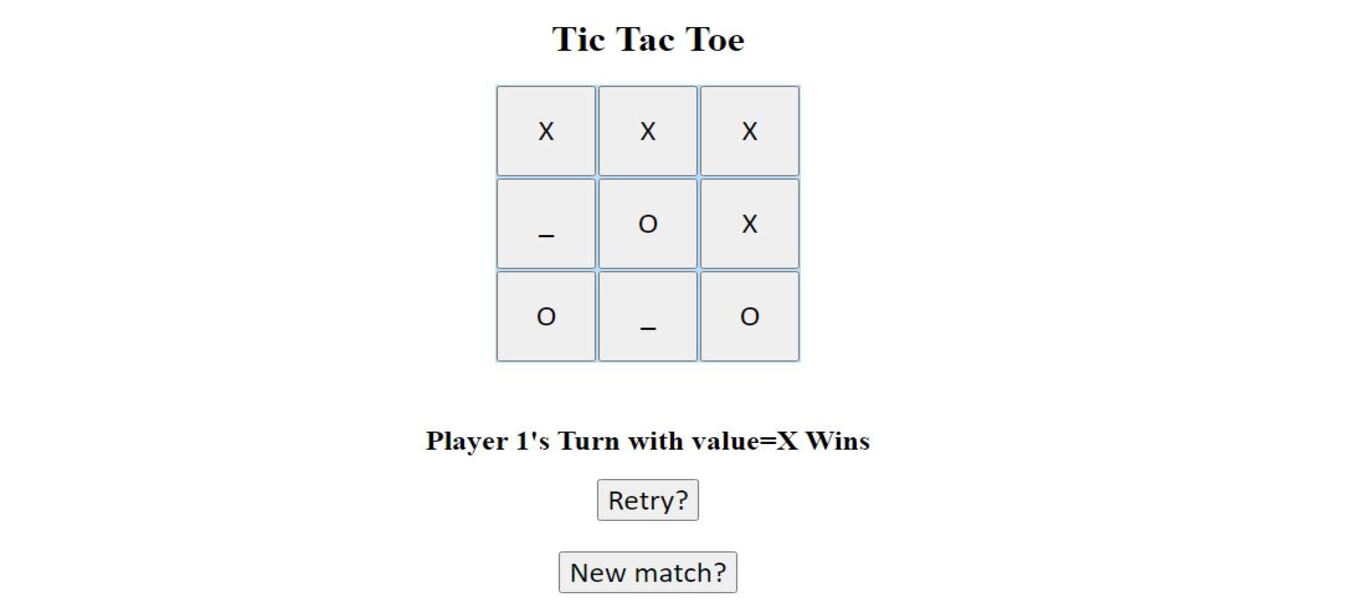 Tic Tac Toe
X X X
_ O X
O _ O
Player 1's Turn with value=X Wins
Retry?
New match?